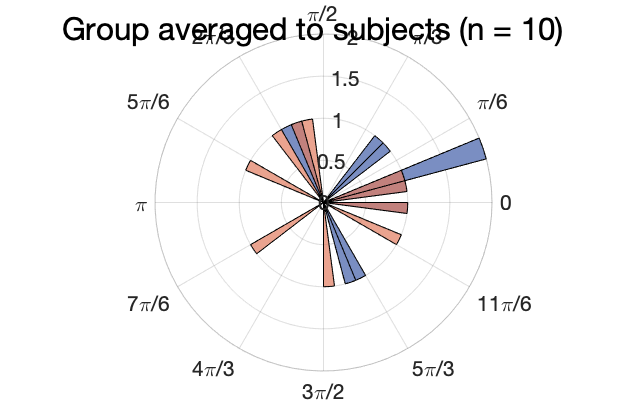 π/2
Group averaged to subjects (n = 10)
2π/3
2
π/3
1.5
5π/6
π/6
1
0.5
π
0
0
7π/6
11π/6
4π/3
5π/3
3π/2